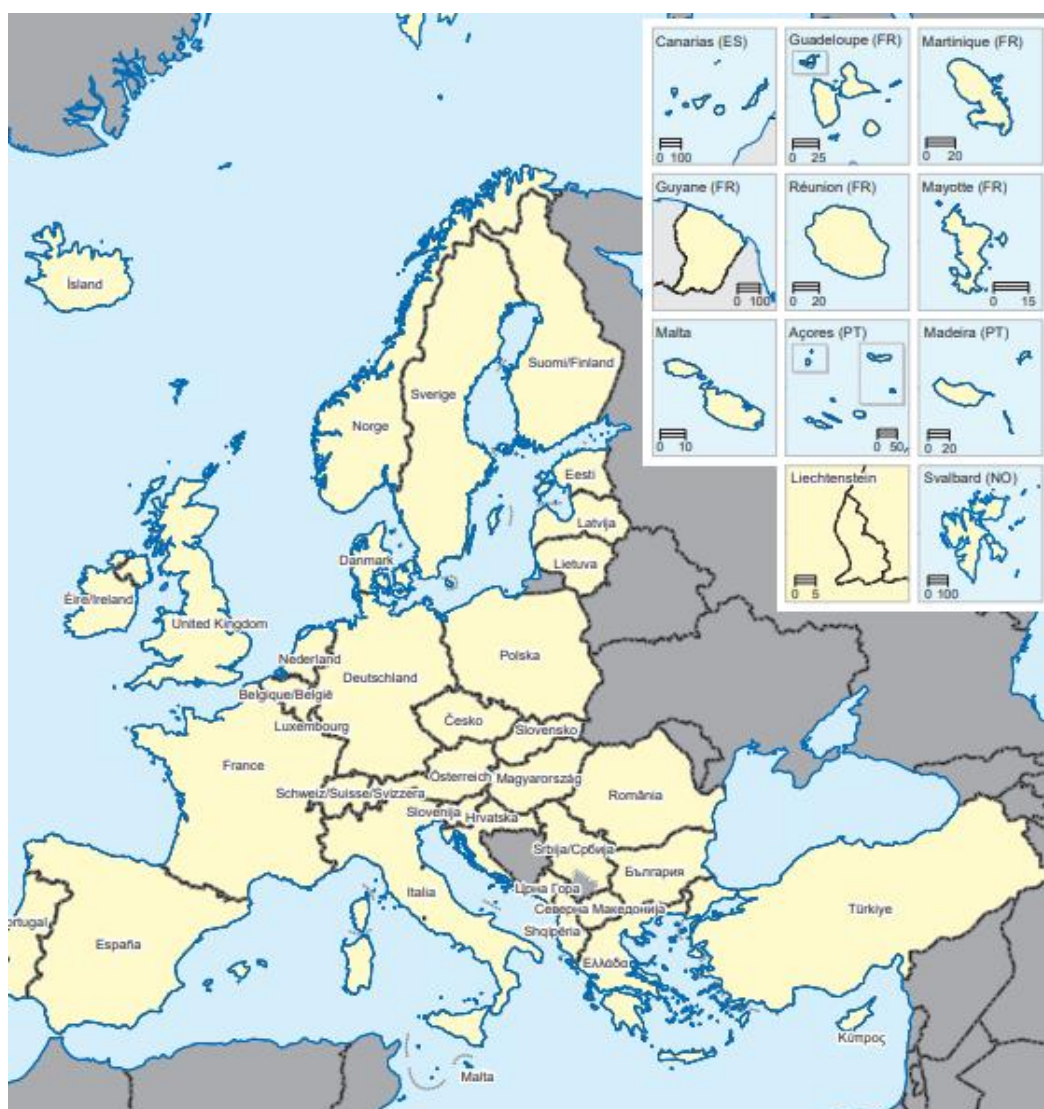 Canarias (ES)
0 100
Guadeloupe (FR)
0 25
Martinique (FR)
0 20
Guyane (FR)
0 100
Réunion (FR)
0 20
Mayotte (FR)
0 15
Malta
0 10
Açores (PT)
0 50
Madeira (PT)
0 20
Liechtenstein
0 5
Svalbard (NO)
0 100
Ísland
Suomi/Finland
Sverige
Norge
Eesti
Latvija
Danmark
Lietuva
Éire/Ireland
United Kingdom
Nederland
Polska
Deutschland
Belgique/België
Česko
Luxembourg
Slovensko
France
Österreich
Magyarország
Schweiz/Suisse/Svizzera
România
Slovenija
Hrvatska
Srbija/Србија
България
Црна Гора
Italia
Северна Македонија
Türkiye
ortugal
Shqipëria
España
Ελλάδα
Κύπρος
Malta